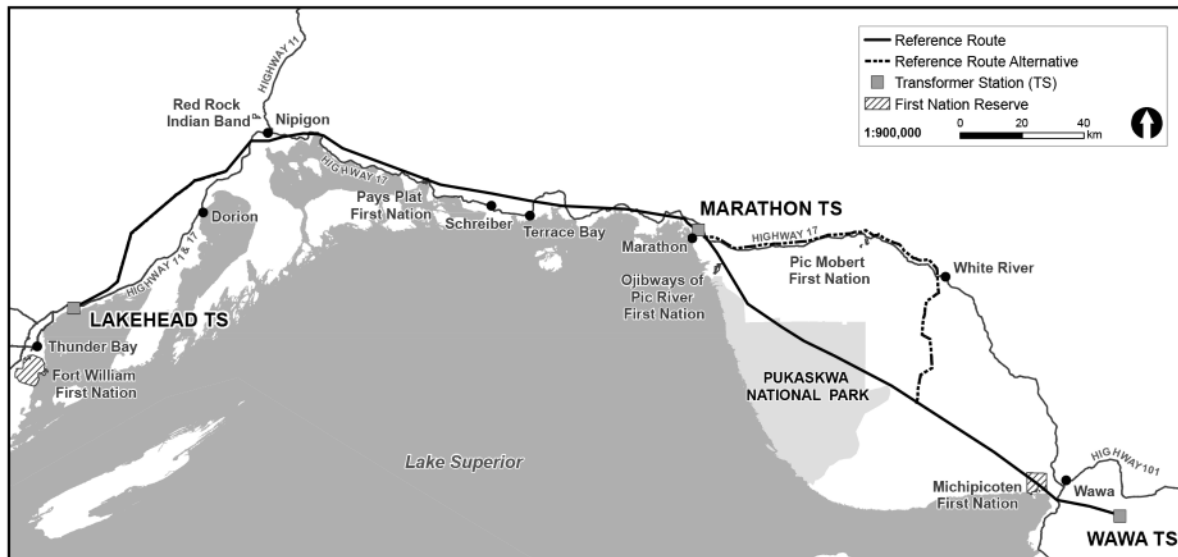 HIGHWAY 11
Reference Route
Reference Route Alternative
Transformer Station (TS)
First Nation Reserve
1:900,000
0 20 40
km
Red Rock
Indian Band
Nipigon
HIGHWAY 17
Pays Plat
First Nation
Dorion
Schreiber
Terrace Bay
MARATHON TS
Marathon
HIGHWAY 17
Pic Mobert
First Nation
White River
Ojibways of
Pic River
First Nation
HIGHWAY 11 & 17
LAKEHEAD TS
Thunder Bay
Fort William
First Nation
PUKASKWA
NATIONAL PARK
Lake Superior
HIGHWAY 101
Michipicoten
First Nation
Wawa
WAWA TS